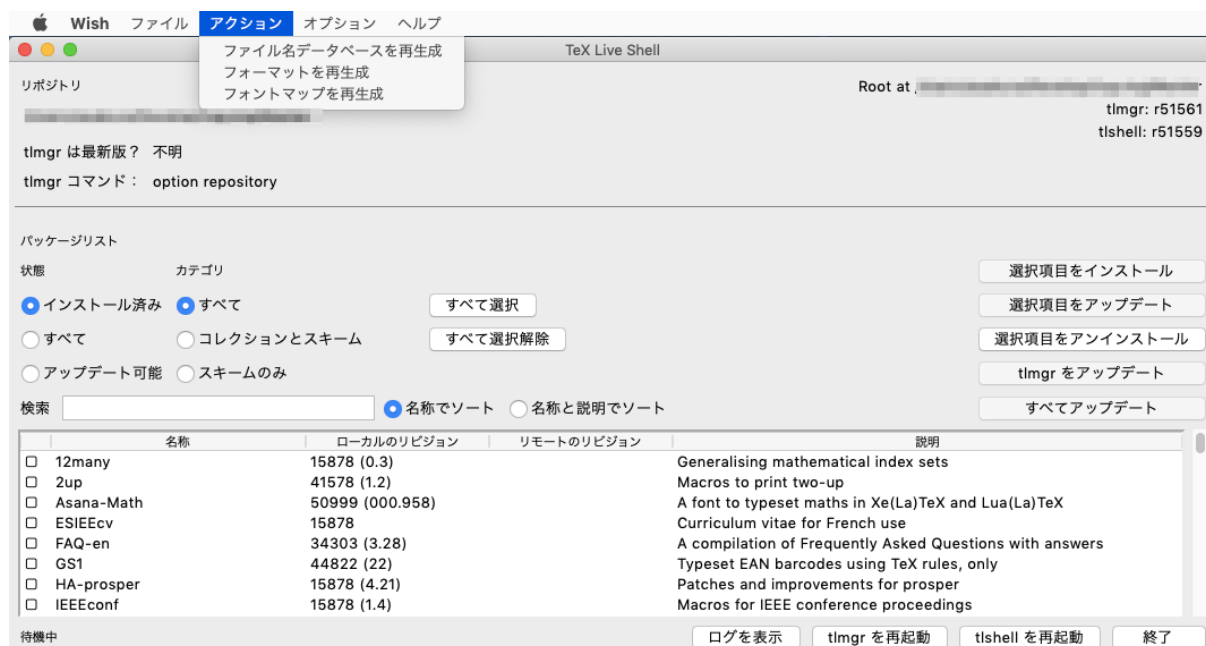 Wish ファイル アクション オプション ヘルプ
TeX Live Shell
ファイル名データベースを再生成
フォーマットを再生成
フォントマップを再生成
リポジトリ
Root at
tlmgr: r51561
tlshell: r51559
tlmgr は最新版？ 不明
tlmgr コマンド： option repository
パッケージリスト
状態 カテゴリ 選択項目をインストール
インストール済み すべて すべて選択 選択項目をアップデート
すべて コレクションとスキーム すべて選択解除 選択項目をアンインストール
アップデート可能 スキームのみ tlmgr をアップデート
検索 名称でソート 名称と説明でソート すべてアップデート
名称 ローカルのリビジョン リモートのリビジョン 説明
12many 15878 (0.3) Generalising mathematical index sets
2up 41578 (1.2) Macros to print two-up
Asana-Math 50999 (000.958) A font to typeset maths in Xe(La)TeX and Lua(La)TeX
ESIEEcv 15878 Curriculum vitae for French use
FAQ-en 34303 (3.28) A compilation of Frequently Asked Questions with answers
GS1 44822 (22) Typeset EAN barcodes using TeX rules, only
HA-prosper 15878 (4.21) Patches and improvements for prosper
IEEEconf 15878 (1.4) Macros for IEEE conference proceedings
待機中 ログを表示 tlmgr を再起動 tlshell を再起動 終了